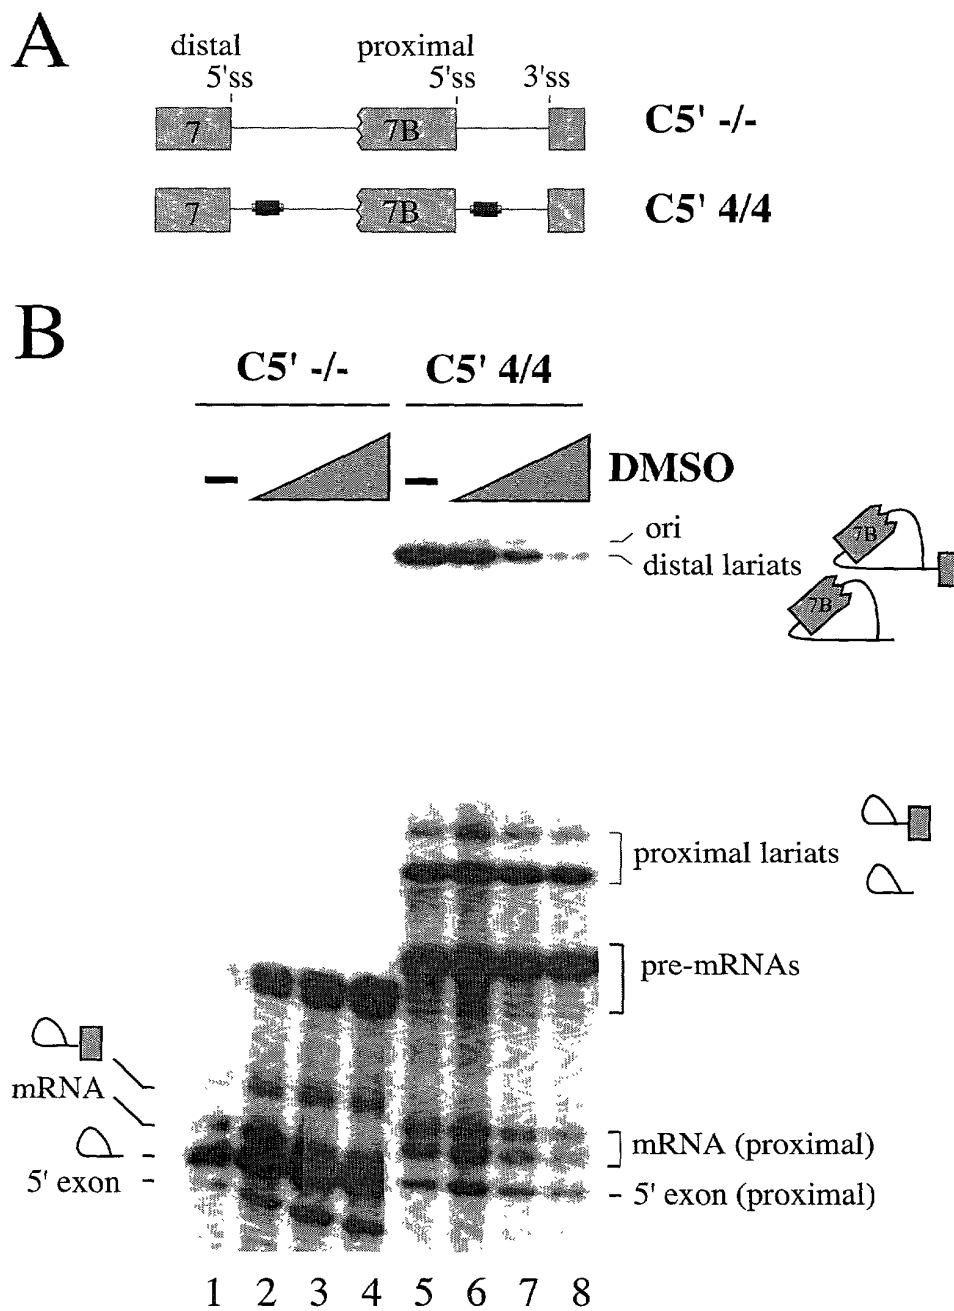 A
distal
proximal
5'ss
5'ss
3'ss
7
7B
C5' -/-
7
7B
C5' 4/4
B
C5' -/-
C5' 4/4
DMSO
ori
distal lariats
7B
7B
proximal lariats
pre-mRNAs
mRNA
mRNA (proximal)
5' exon
5' exon (proximal)
1 2 3 4 5 6 7 8